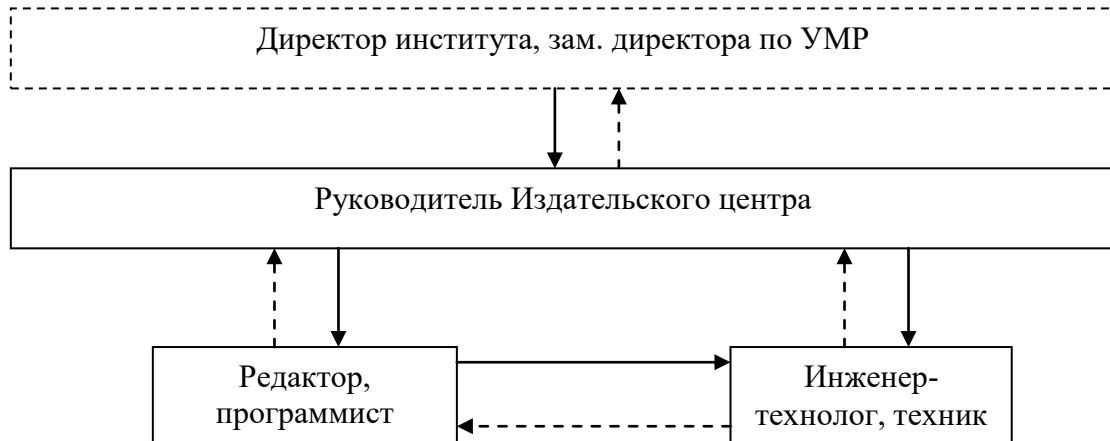 Директор института, зам. директора по УМР
Руководитель Издательского центра
Редактор,
программист
Инженер-
технолог, техник